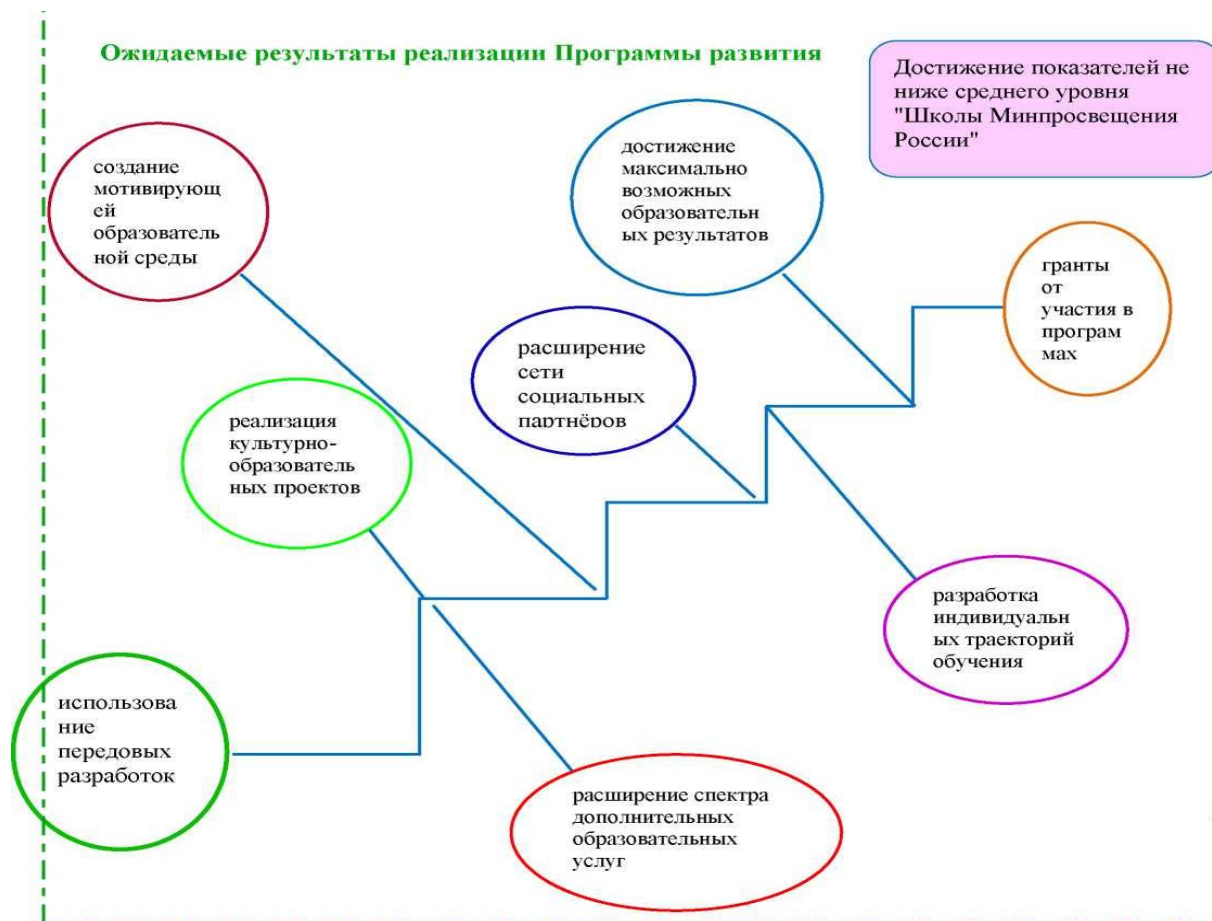 Ожидаемые результаты реализации Программы развития
Достижение показателей не
ниже среднего уровня
"Школы Минпросвещения
России"
создание
мотивирующ
ей
образователь
ной среды
достижение
максимально
возможных
образовательн
ых результатов
гранты
от
участия в
програм
мах
расширение
сети
социальных
партнёров
реализация
культурно-
образователь
ных проектов
разработка
индивидуальн
ых траекторий
обучения
использова
ние
передовых
разработок
расширение спектра
дополнительных
образовательных
услуг